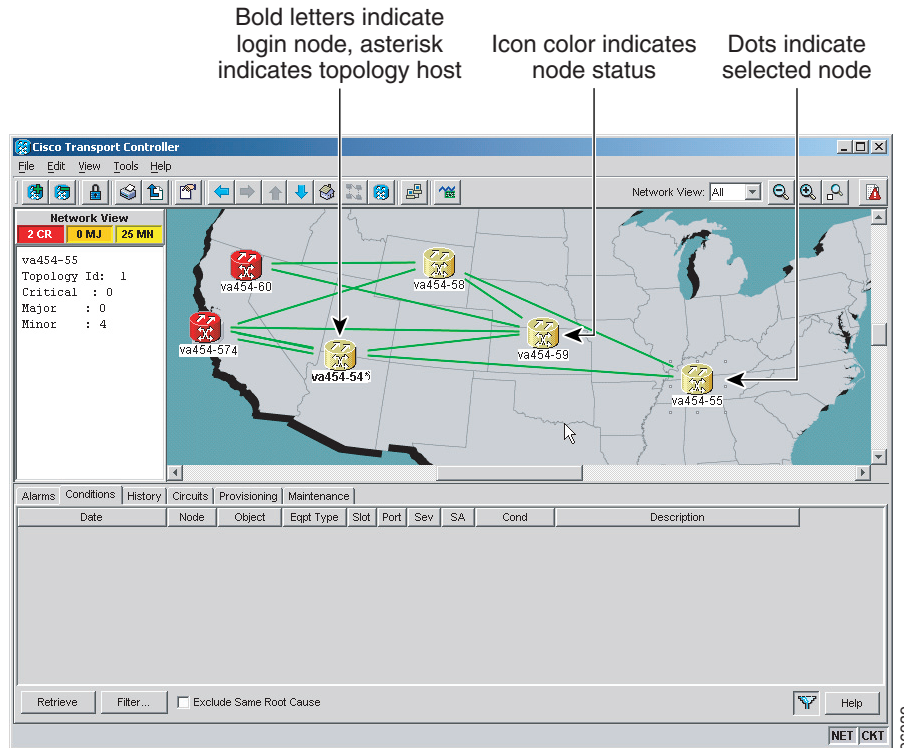 Bold letters indicate
login node, asterisk
indicates topology host
Icon color indicates
node status
Dots indicate
selected node
Cisco Transport Controller
File Edit View Tools Help
Network View: All
Network View
2 CR 0 MJ 25 MN
va454-55
Topology Id: 1
Critical : 0
Major : 0
Minor : 4
va454-60
va454-58
va454-574
va454-59
va454-54*)
va454-55
Alarms Conditions History Circuits Provisioning Maintenance
Date Node Object Eqpt Type Slot Port Sev SA Cond Description
Retrieve Filter... Exclude Same Root Cause Help
NET CKT